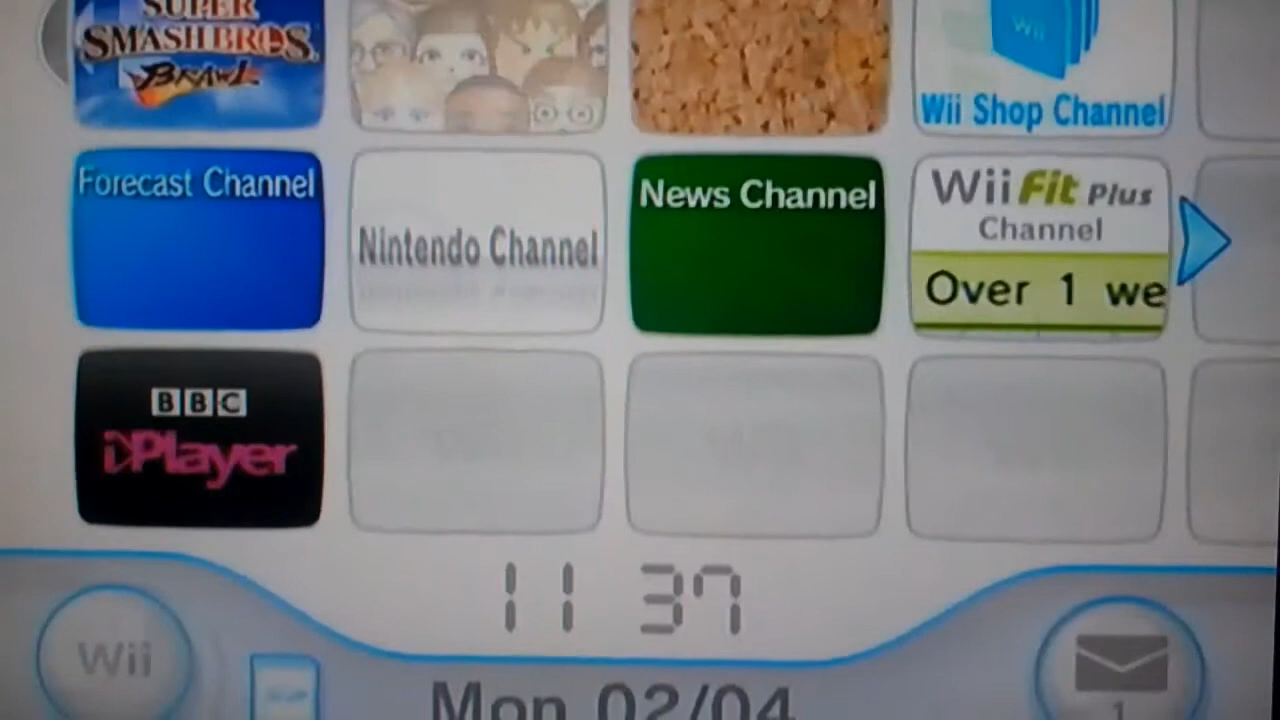 SUPER
SMASH BROS.
BRAWL
Wii
Wii Shop Channel
Forecast Channel
Nintendo Channel
News Channel
Wii Fit Plus
Channel
Over 1 we
BBC
iPlayer
11 37
Wii
Mon 02/04
1